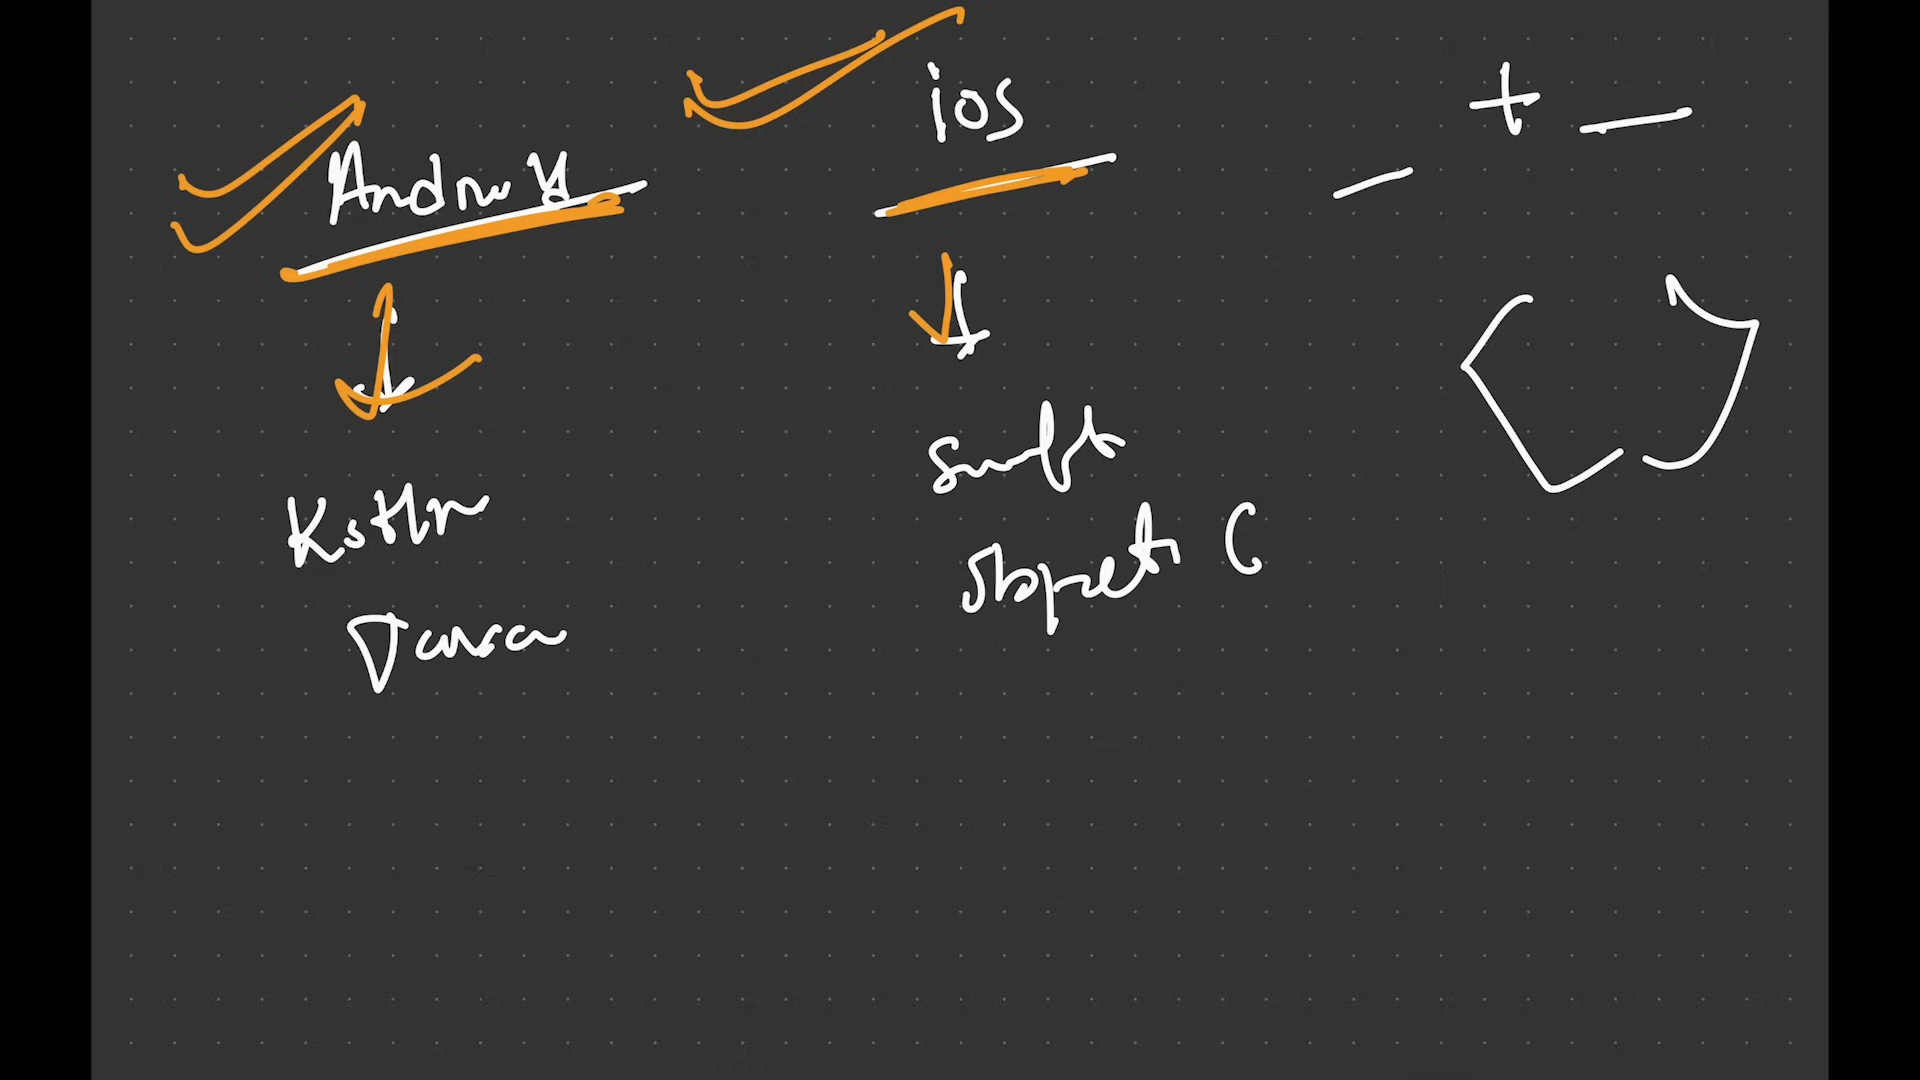 Android
ios
Kotlin
Java
Swift
Objective C
+